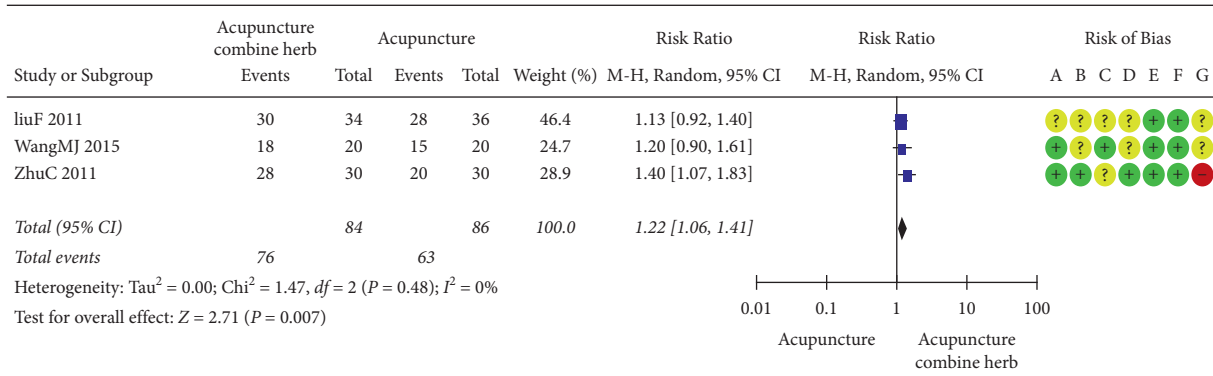 Acupuncture combine herb Acupuncture Risk Ratio Risk Ratio Risk of Bias
Study or Subgroup Events Total Events Total Weight (%) M-H, Random, 95% CI M-H, Random, 95% CI A B C D E F G
liuF 2011 30 34 28 36 46.4 1.13 [0.92, 1.40] ? ? ? ? + + ?
WangMJ 2015 18 20 15 20 24.7 1.20 [0.90, 1.61] + ? + ? + + ?
ZhuC 2011 28 30 20 30 28.9 1.40 [1.07, 1.83] + + ? + + + –
Total (95% CI) 84 86 100.0 1.22 [1.06, 1.41]
Total events 76 63
Heterogeneity: Tau² = 0.00; Chi² = 1.47, df = 2 (P = 0.48); I² = 0%
Test for overall effect: Z = 2.71 (P = 0.007)
0.01 0.1 1 10 100
Acupuncture Acupuncture combine herb